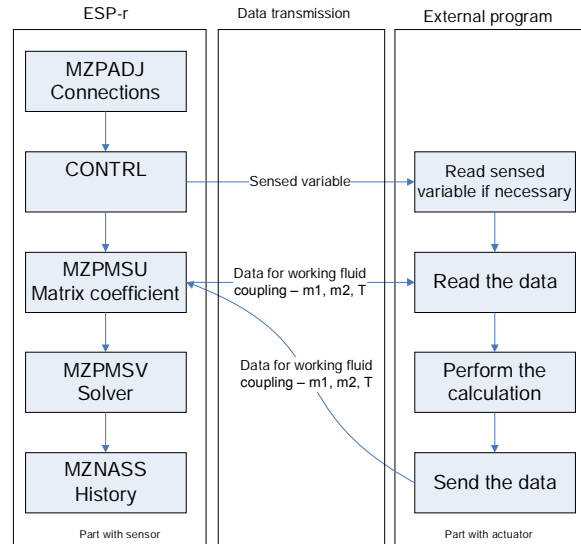 ESP-r
Data transmission
External program
MZPADJ
Connections
CONTRL
Sensed variable
Read sensed
variable if necessary
MZPMSU
Matrix coefficient
Data for working fluid
coupling – m1, m2, T
Read the data
MZPMSV
Solver
Data for working fluid
coupling – m1, m2, T
Perform the
calculation
MZNASS
History
Send the data
Part with sensor
Part with actuator